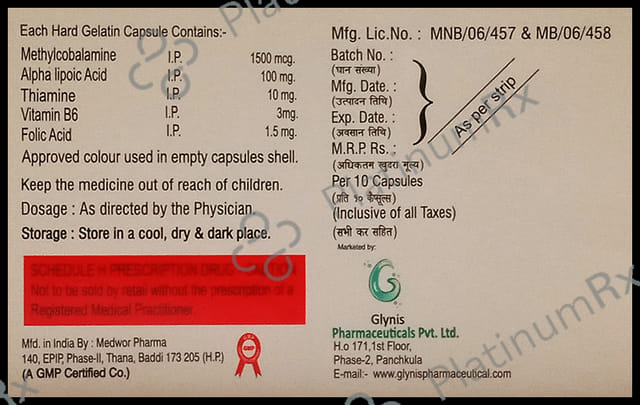 Each Hard Gelatin Capsule Contains:-
Methylcobalamine I.P. 1500 mcg.
Alpha lipoic Acid I.P. 100 mg.
Thiamine I.P. 10 mg.
Vitamin B6 I.P. 3mg.
Folic Acid I.P. 1.5 mg.
Approved colour used in empty capsules shell.
Keep the medicine out of reach of children.
Dosage : As directed by the Physician.
Storage : Store in a cool, dry & dark place.
SCHEDULE H PRESCRIPTION DRUG
Not to be sold by retail without the prescription of a
Registered Medical Practitioner.
Mfd. in India By : Medwor Pharma
140, EPIP, Phase-II, Thana, Baddi 173 205 (H.P.)
(A GMP Certified Co.)
GMP
Mfg. Lic.No. : MNB/06/457 & MB/06/458
Batch No. :
(घान संख्या)
Mfg. Date. :
(उत्पादन तिथि)
Exp. Date. :
(अवसान तिथि)
M.R.P. Rs. :
(अधिकतम खुदरा मूल्य)
As per strip
Per 10 Capsules
(प्रति १० कैप्सूल्स)
(Inclusive of all Taxes)
(सभी कर सहित)
Markated by:
Glynis
Pharmaceuticals Pvt. Ltd.
H.o 171,1st Floor,
Phase-2, Panchkula
E-mail:- www.glynispharmaceutical.com
PlatinumRx
PlatinumRx
PlatinumRx